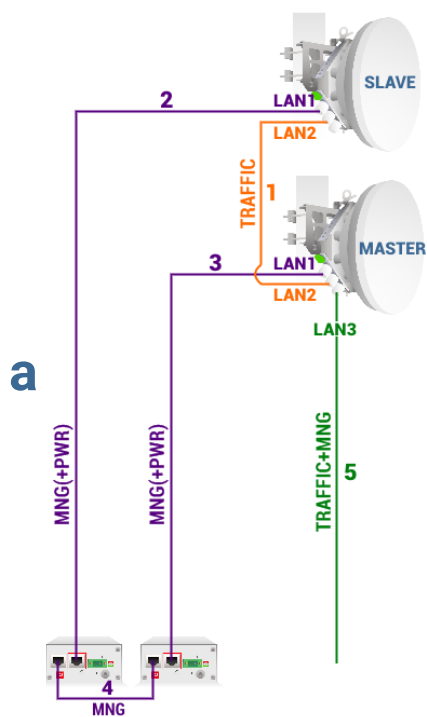 SLAVE
2
LAN1
LAN2
TRAFFIC
1
MASTER
3
LAN1
LAN2
LAN3
a
MNG(+PWR)
MNG(+PWR)
TRAFFIC+MNG
5
4
MNG